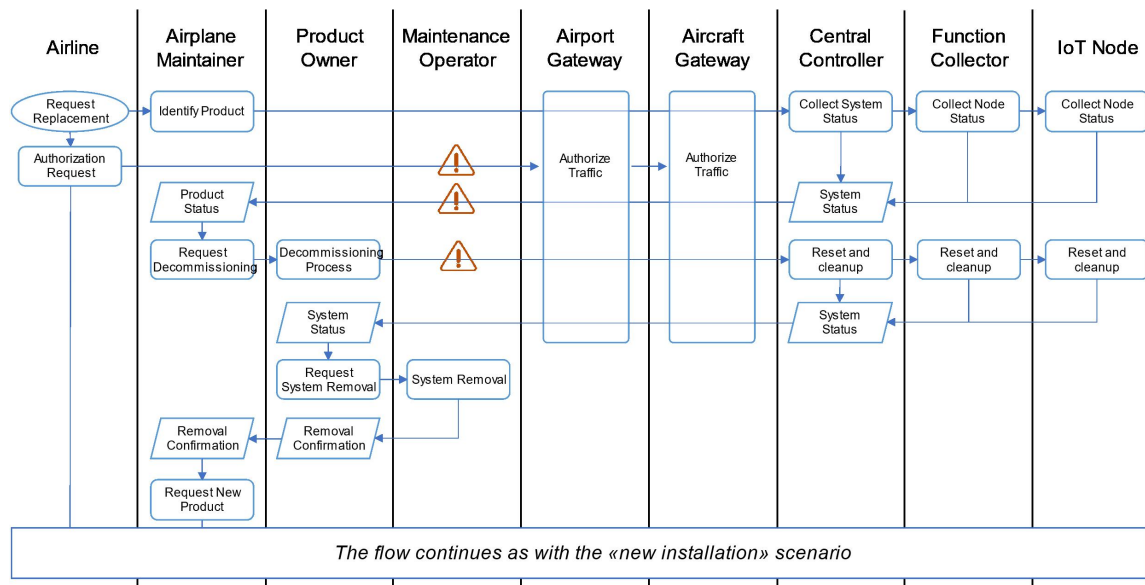 Airline
Airplane
Maintainer
Product
Owner
Maintenance
Operator
Airport
Gateway
Aircraft
Gateway
Central
Controller
Function
Collector
IoT Node
Request
Replacement
Identify Product
Collect System
Status
Collect Node
Status
Collect Node
Status
Authorization
Request
Authorize
Traffic
Authorize
Traffic
Product
Status
System
Status
Request
Decommissioning
Decommissioning
Process
Reset and
cleanup
Reset and
cleanup
Reset and
cleanup
System
Status
System
Status
Request
System Removal
System Removal
Removal
Confirmation
Removal
Confirmation
Request New
Product
The flow continues as with the «new installation» scenario